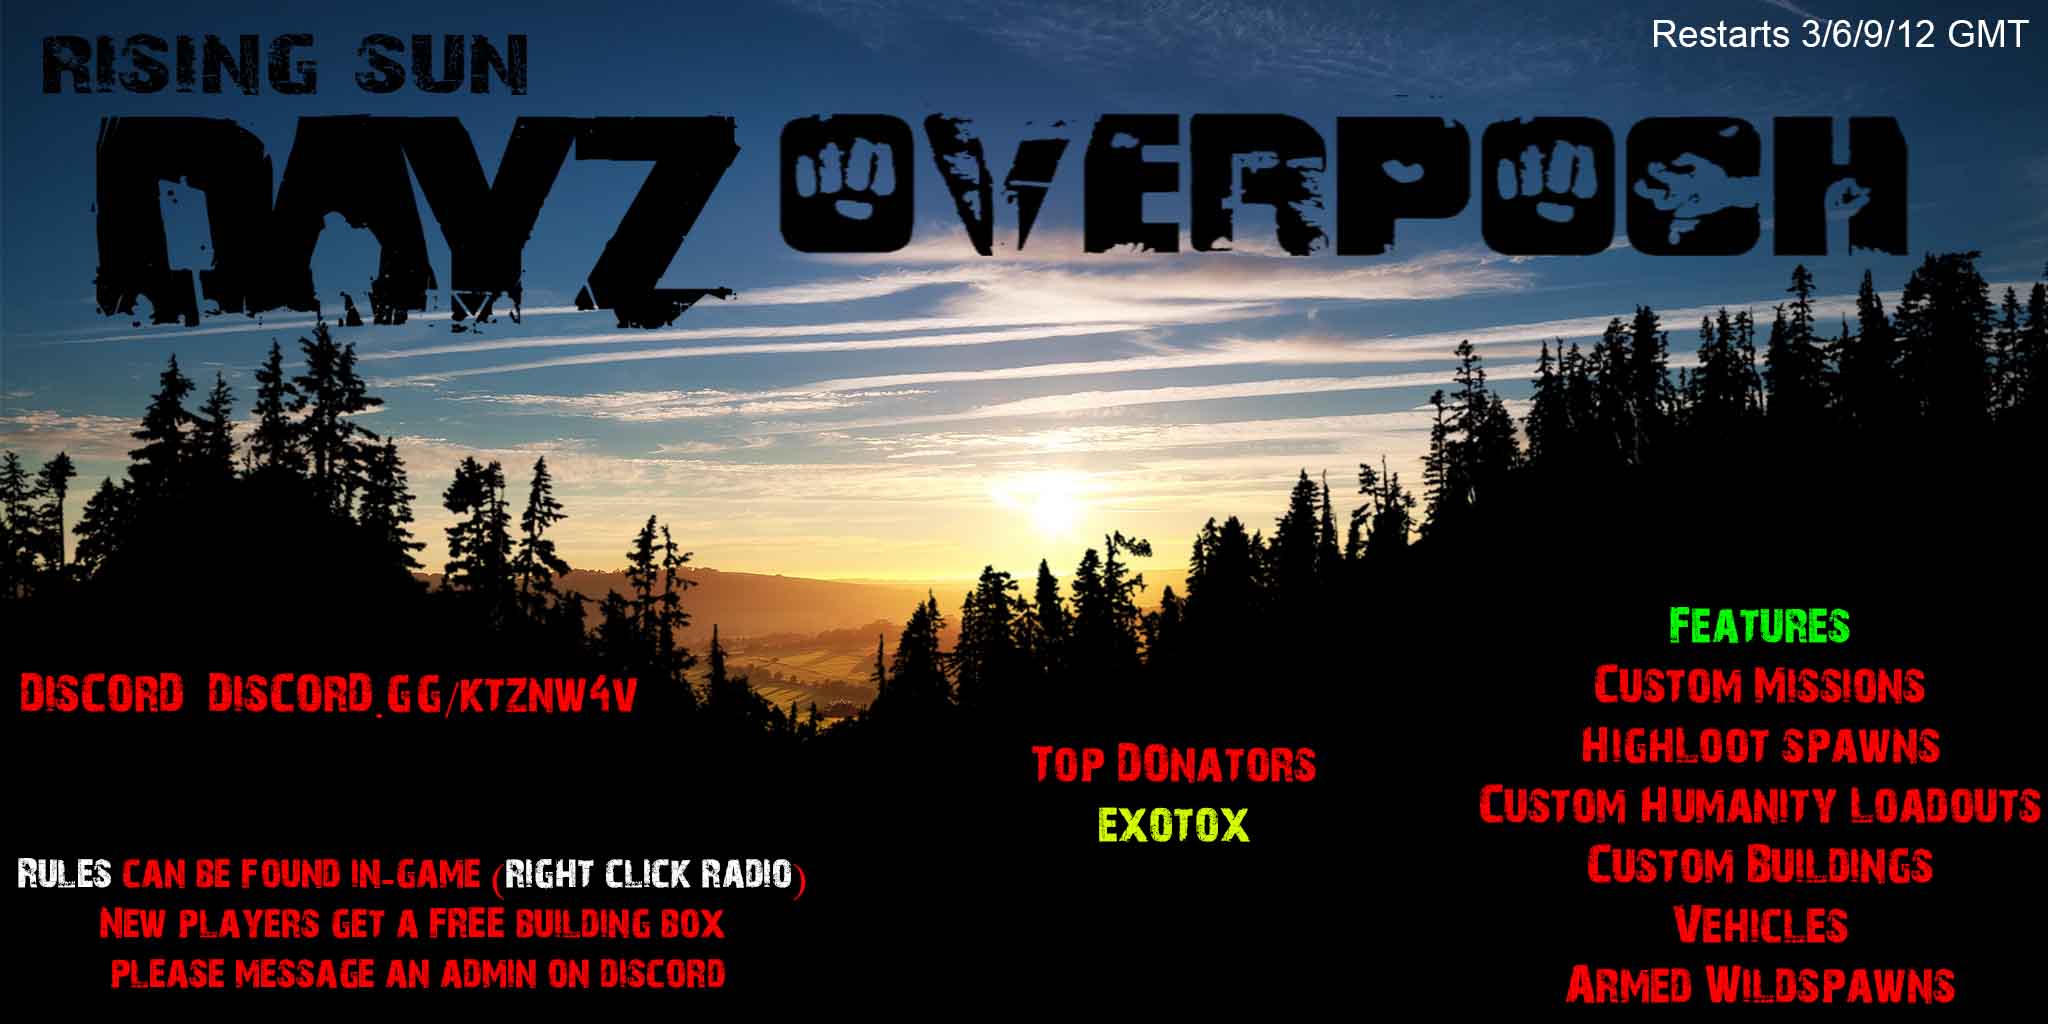 Restarts 3/6/9/12 GMT
RISING SUN
DAYZ OVERPOCH
DISCORD DISCORD.GG/KTZNW4V
RULES CAN BE FOUND IN-GAME (RIGHT CLICK RADIO)
NEW PLAYERS GET A FREE BUILDING BOX
PLEASE MESSAGE AN ADMIN ON DISCORD
TOP DONATORS
EXOTOX
FEATURES
CUSTOM MISSIONS
HIGHLOOT SPAWNS
CUSTOM HUMANITY LOADOUTS
CUSTOM BUILDINGS
VEHICLES
ARMED WILDSPAWNS